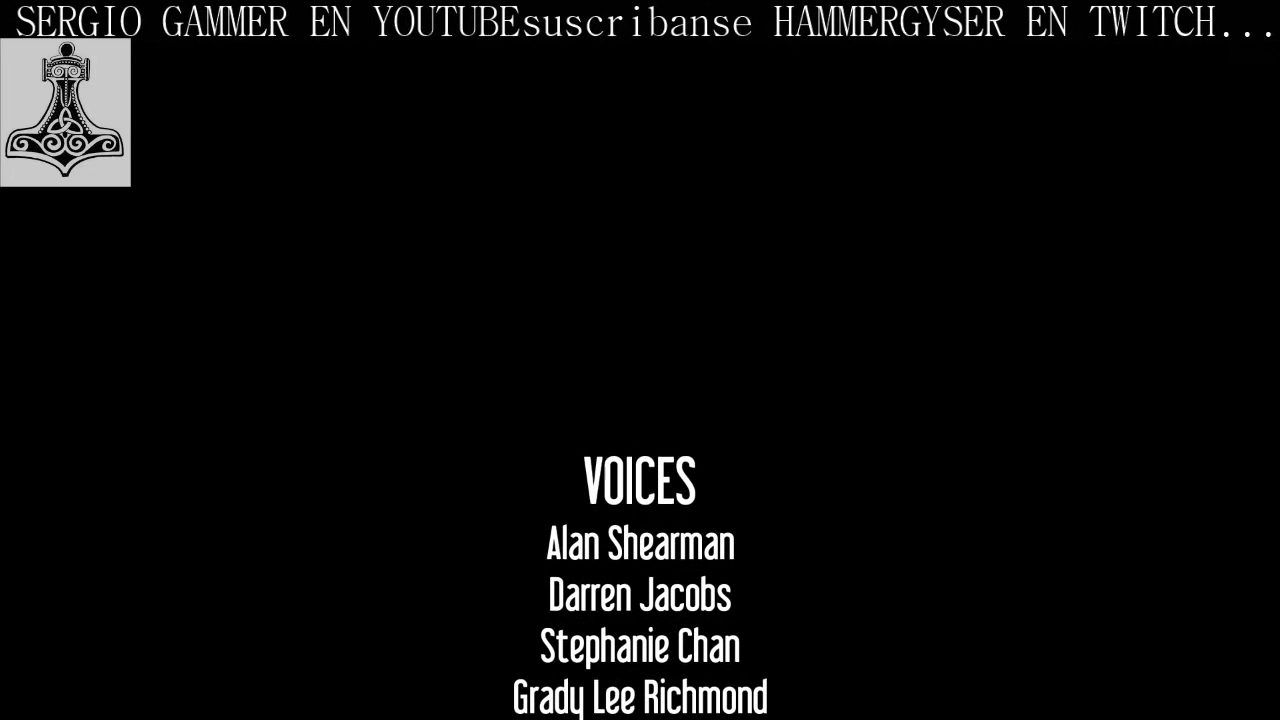 SERGIO GAMMER EN YOUTUBEsuscribanse HAMMERGYSER EN TWITCH...
VOICES
Alan Shearman
Darren Jacobs
Stephanie Chan
Grady Lee Richmond